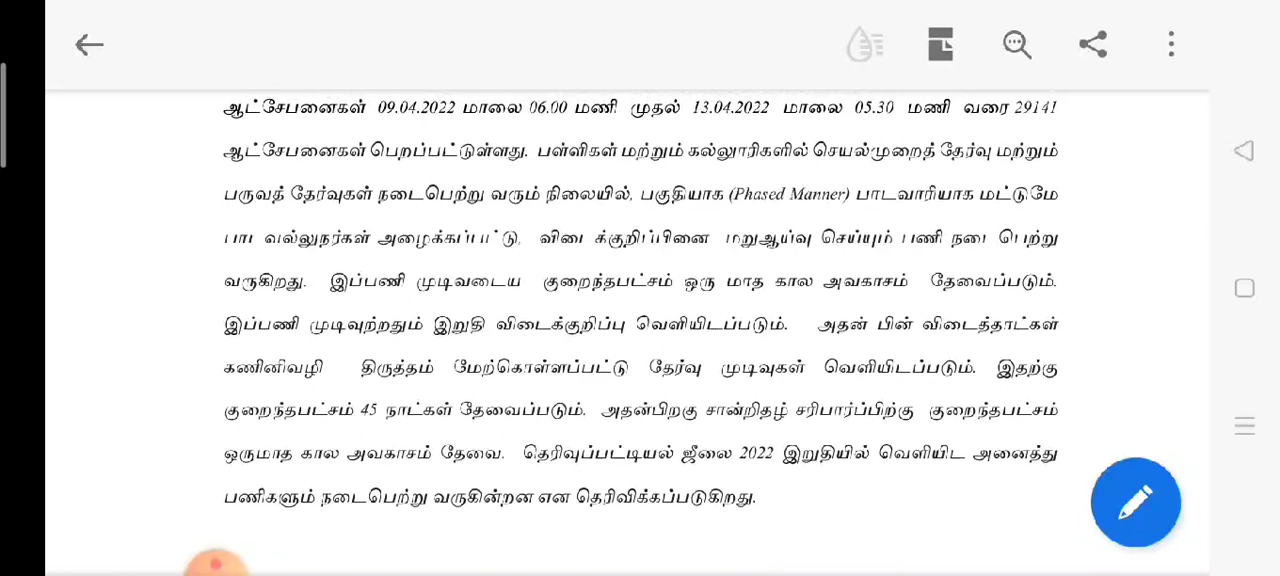 ஆட்சேபனைகள் 09.04.2022 மாலை 06.00 மணி முதல் 13.04.2022 மாலை 05.30 மணி வரை 29141
ஆட்சேபனைகள் பெறப்பட்டுள்ளது. பள்ளிகள் மற்றும் கல்லூரிகளில் செயல்முறைத் தேர்வு மற்றும்
பருவத் தேர்வுகள் நடைபெற்று வரும் நிலையில், பகுதியாக (Phased Manner) பாடவாரியாக மட்டுமே
பாட வல்லுநர்கள் அழைக்கப்பட்டு, விடைக்குறிப்பினை மறுஆய்வு செய்யும் பணி நடைபெற்று
வருகிறது. இப்பணி முடிவடைய குறைந்தபட்சம் ஒரு மாத கால அவகாசம் தேவைப்படும்.
இப்பணி முடிவுற்றதும் இறுதி விடைக்குறிப்பு வெளியிடப்படும். அதன் பின் விடைத்தாட்கள்
கணினிவழி திருத்தம் மேற்கொள்ளப்பட்டு தேர்வு முடிவுகள் வெளியிடப்படும். இதற்கு
குறைந்தபட்சம் 45 நாட்கள் தேவைப்படும். அதன்பிறகு சான்றிதழ் சரிபார்ப்பிற்கு குறைந்தபட்சம்
ஒருமாத கால அவகாசம் தேவை. தெரிவுப்பட்டியல் ஜீலை 2022 இறுதியில் வெளியிட அனைத்து
பணிகளும் நடைபெற்று வருகின்றன என தெரிவிக்கப்படுகிறது.